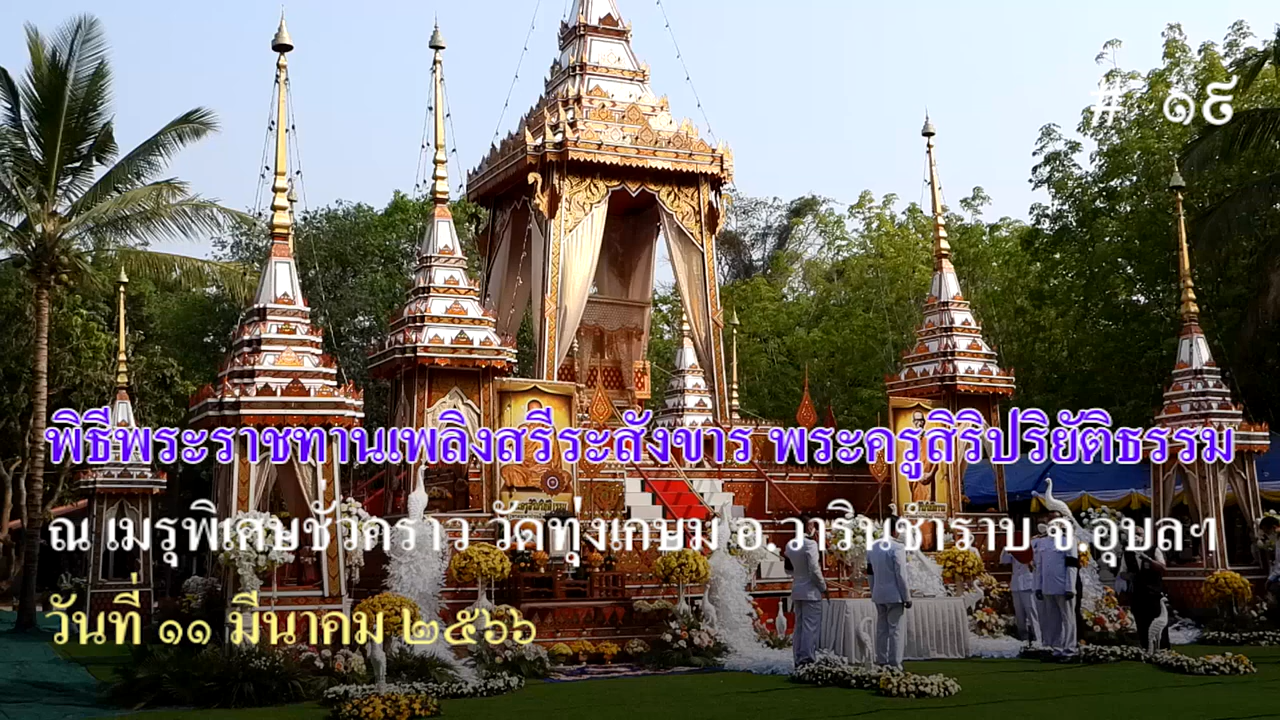 # ๑๙
พิธีพระราชทานเพลิงสรีระสังขาร พระครูสิริปริยัติธรรม
ณ เมรุพิเศษชั่วคราว วัดทุ่งเกษม อ.วารินชำราบ จ.อุบลฯ
วันที่ ๑๑ มีนาคม ๒๕๖๖